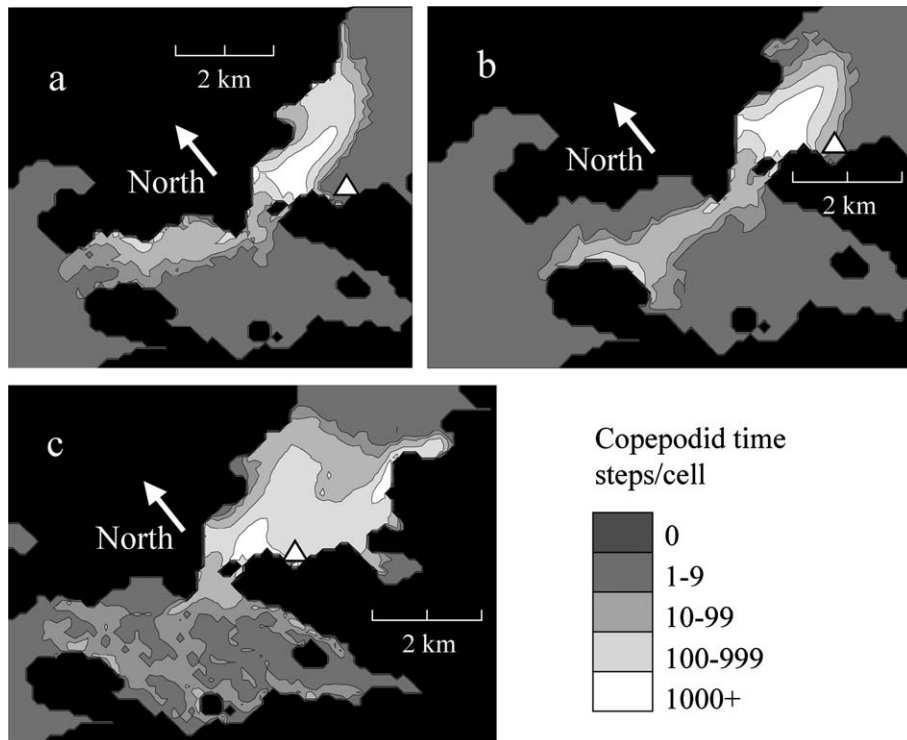 a
2 km
North
b
North
2 km
c
North
2 km
Copepodid time
steps/cell
0
1-9
10-99
100-999
1000+